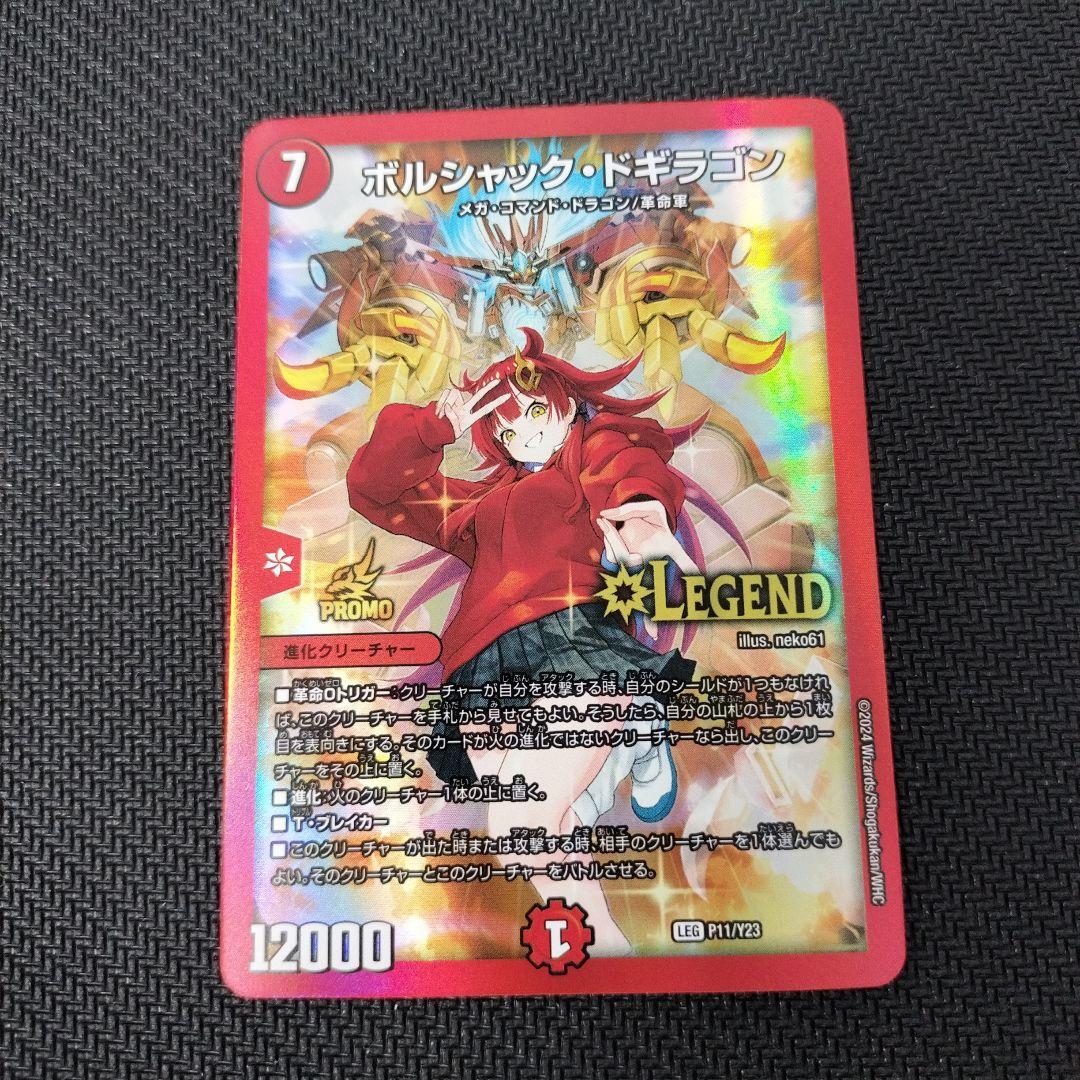 7
ボルシャック・ドギラゴン
メガ・コマンド・ドラゴン/革命軍
PROMO
LEGEND
illus. neko61
進化クリーチャー
■革命0トリガー：クリーチャーが自分を攻撃する時、自分のシールドが1つもなけれ
ば、このクリーチャーを手札から見せてもよい。そうしたら、自分の山札の上から1枚
目を表向きにする。そのカードが火の進化ではないクリーチャーなら出し、このクリー
チャーをその上に置く。
■進化：火のクリーチャー1体の上に置く。
■T・ブレイカー
■このクリーチャーが出た時または攻撃する時、相手のクリーチャーを1体選んでも
よい。そのクリーチャーとこのクリーチャーをバトルさせる。
©2024 Wizards/Shogakukan/WHC
12000
1
LEG P11/Y23